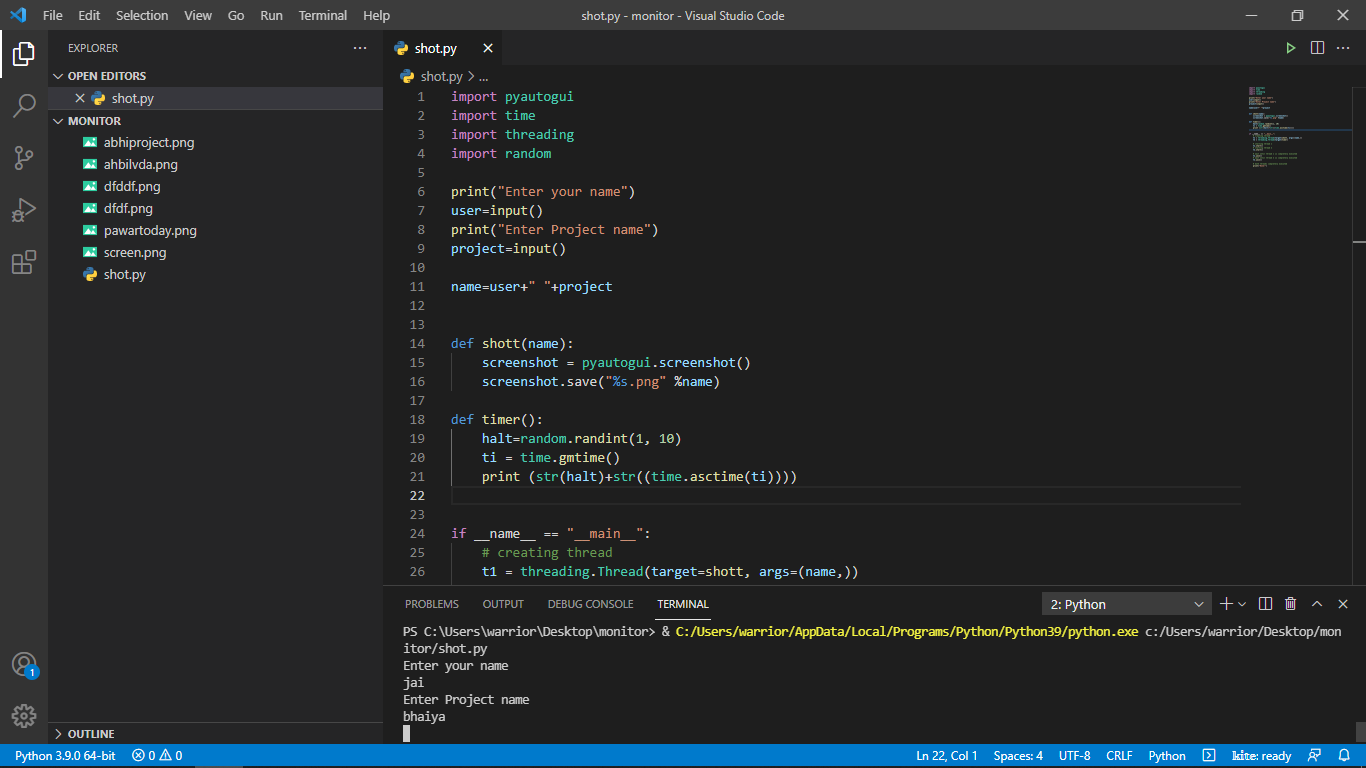 File Edit Selection View Go Run Terminal Help
shot.py - monitor - Visual Studio Code
EXPLORER
OPEN EDITORS
shot.py
MONITOR
abhiproject.png
ahbilvda.png
dfddf.png
dfdf.png
pawartoday.png
screen.png
shot.py
OUTLINE
1
shot.py
shot.py > ...
1 import pyautogui
2 import time
3 import threading
4 import random
5
6 print("Enter your name")
7 user=input()
8 print("Enter Project name")
9 project=input()
10
11 name=user+" "+project
12
13
14 def shott(name):
15 screenshot = pyautogui.screenshot()
16 screenshot.save("%s.png" %name)
17
18 def timer():
19 halt=random.randint(1, 10)
20 ti = time.gmtime()
21 print (str(halt)+str((time.asctime(ti))))
22
23
24 if __name__ == "__main__":
25 # creating thread
26 t1 = threading.Thread(target=shott, args=(name,))
PROBLEMS OUTPUT DEBUG CONSOLE TERMINAL
2: Python
PS C:\Users\warrior\Desktop\monitor> & C:/Users/warrior/AppData/Local/Programs/Python/Python39/python.exe c:/Users/warrior/Desktop/mon
itor/shot.py
Enter your name
jai
Enter Project name
bhaiya
Python 3.9.0 64-bit 0 0
Ln 22, Col 1 Spaces: 4 UTF-8 CRLF Python kite: ready